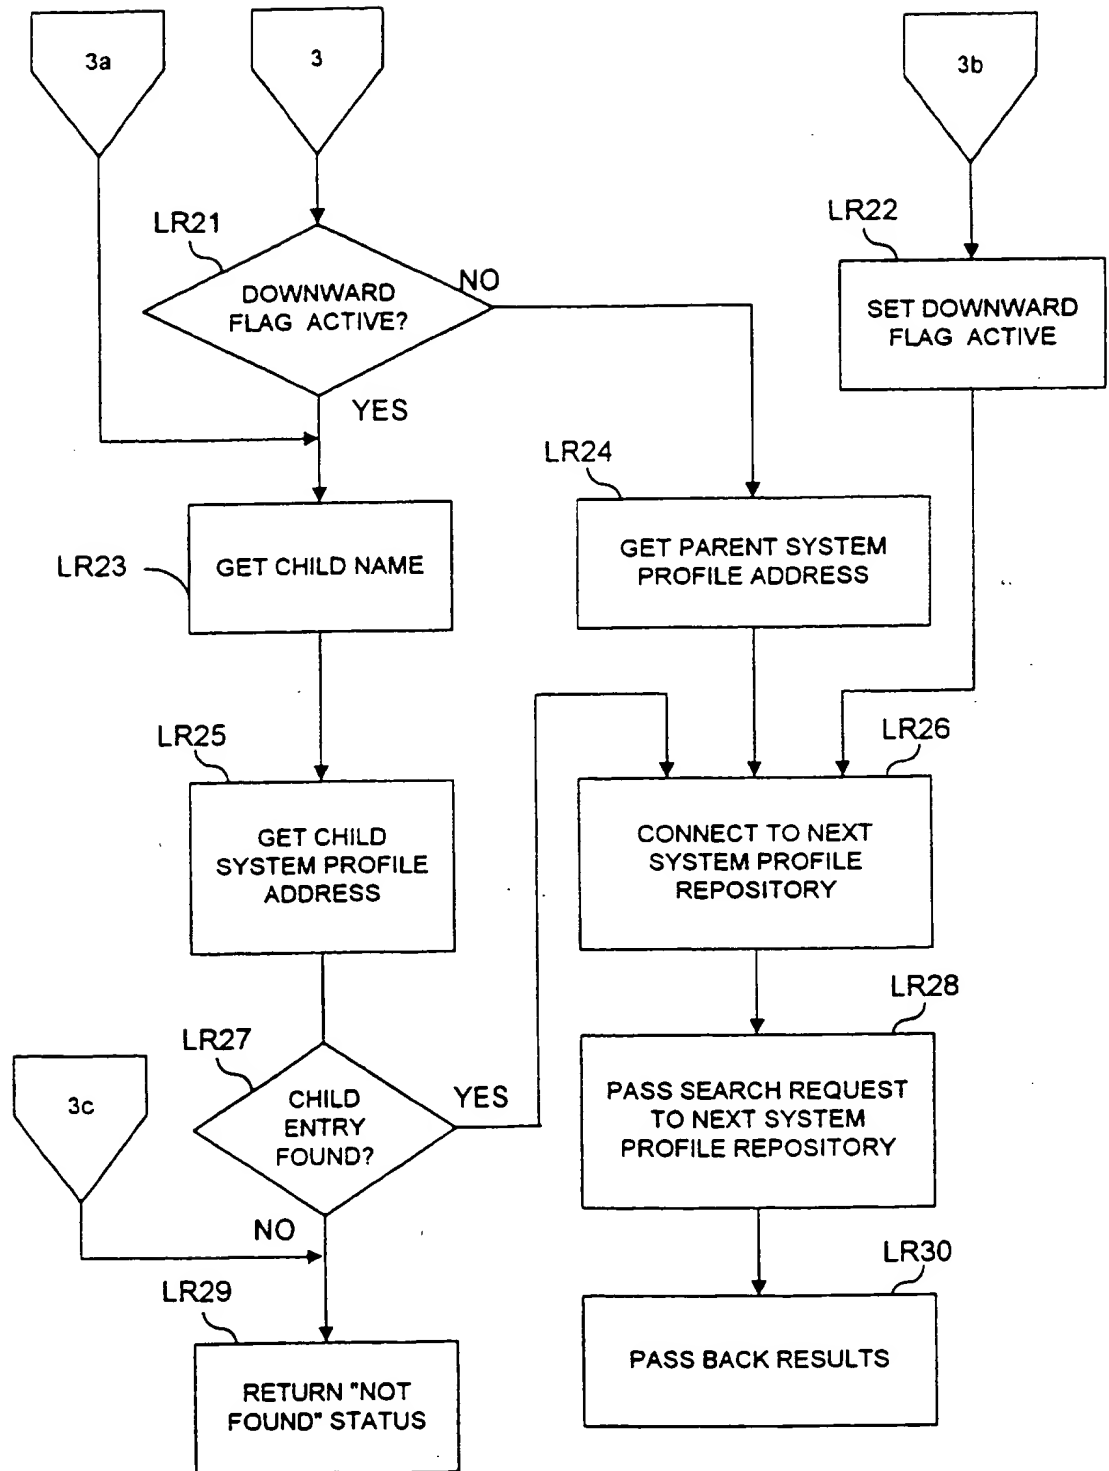 3a
3
3b
LR21
LR22
DOWNWARD
FLAG ACTIVE?
NO
SET DOWNWARD
FLAG ACTIVE
YES
LR24
LR23
GET CHILD NAME
GET PARENT SYSTEM
PROFILE ADDRESS
LR25
LR26
GET CHILD
SYSTEM PROFILE
ADDRESS
CONNECT TO NEXT
SYSTEM PROFILE
REPOSITORY
LR28
LR27
3c
CHILD
ENTRY
FOUND?
YES
PASS SEARCH REQUEST
TO NEXT SYSTEM
PROFILE REPOSITORY
NO
LR29
LR30
RETURN "NOT
FOUND" STATUS
PASS BACK RESULTS